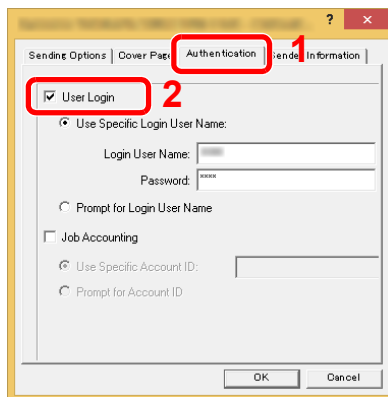 ? ×
Sending Options Cover Page Authentication Sender Information
1
User Login
2
Use Specific Login User Name:
Login User Name:
Password: ****
Prompt for Login User Name
Job Accounting
Use Specific Account ID:
Prompt for Account ID
OK Cancel